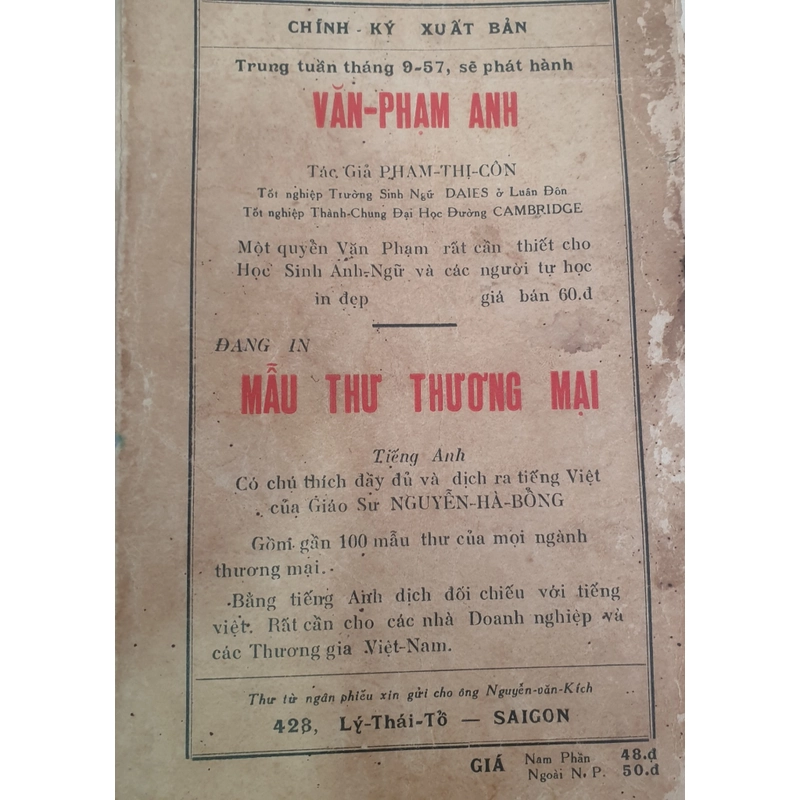 CHÍNH - KÝ XUẤT BẢN
Trung tuần tháng 9-57, sẽ phát hành
VĂN-PHẠM ANH
Tác Giả PHẠM-THỊ-CÔN
Tốt nghiệp Trường Sinh Ngữ DAIES ở Luân Đôn
Tốt nghiệp Thành-Chung Đại Học Đường CAMBRIDGE
Một quyển Văn Phạm rất cần thiết cho
Học Sinh Anh-Ngữ và các người tự học
in đẹp giá bán 60.đ
ĐANG IN
MẪU THƯ THƯƠNG MẠI
Tiếng Anh
Có chú thích đầy đủ và dịch ra tiếng Việt
của Giáo Sư NGUYỄN-HÀ-BỔNG
Gồm gần 100 mẫu thư của mọi ngành
thương mại..
Bằng tiếng Anh dịch đối chiếu với tiếng
việt. Rất cần cho các nhà Doanh nghiệp và
các Thương gia Việt-Nam.
Thư từ ngân phiếu xin gửi cho ông Nguyễn-văn-Kích
428, Lý-Thái-Tổ — SAIGON
GIÁ Nam Phần 48.đ
Ngoài N. P. 50.đ